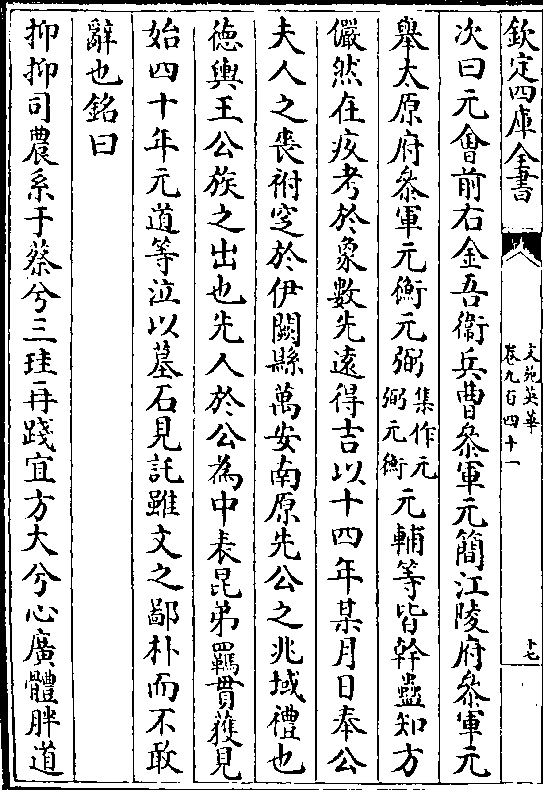 欽定四庫全書
文苑英華
卷九百四十一
十七
次曰元㑹前右金吾衛兵曹參軍元簡江陵府參軍元
舉太原府參軍元衡元弼集作元弼元衡元輔等皆幹蠱知方
儼然在疚考於象數先逺得吉以十四年某月日奉公
夫人之喪祔窆於伊闕縣萬安南原先公之兆域禮也
徳輿王公族之出也先人於公為中表昆弟羈貫獲見
始四十年元道等泣以墓石見託雖文之鄙朴而不敢
辭也銘曰
抑抑司農系于蔡兮三珪再踐宜方大兮心廣體胖道